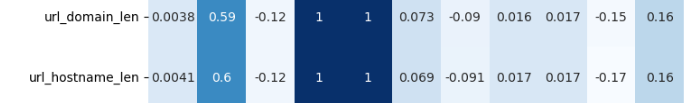 url_domain_len 0.0038 0.59 -0.12 1 1 0.073 -0.09 0.016 0.017 -0.15 0.16
url_hostname_len 0.0041 0.6 -0.12 1 1 0.069 -0.091 0.017 0.017 -0.17 0.16